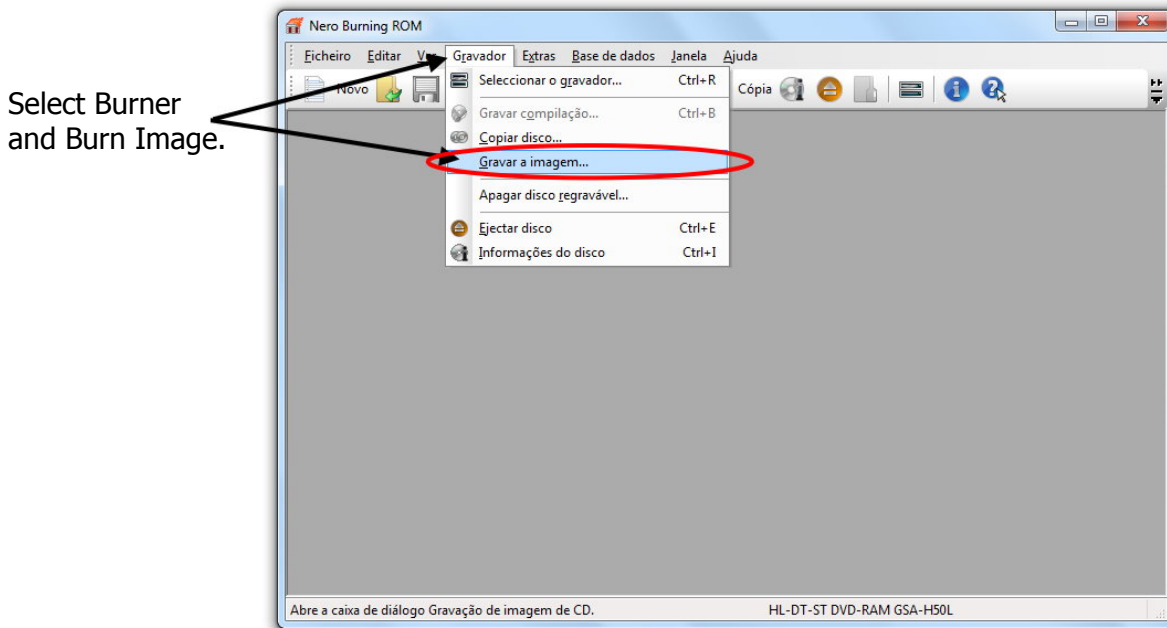 Nero Burning ROM
Ficheiro Editar Ver Gravador Extras Base de dados Janela Ajuda
Novo Cópia
Seleccionar o gravador... Ctrl+R
Gravar compilação... Ctrl+B
Copiar disco...
Gravar a imagem...
Apagar disco regravável...
Ejectar disco Ctrl+E
Informações do disco Ctrl+I
Select Burner
and Burn Image.
Abre a caixa de diálogo Gravação de imagem de CD. HL-DT-ST DVD-RAM GSA-H50L